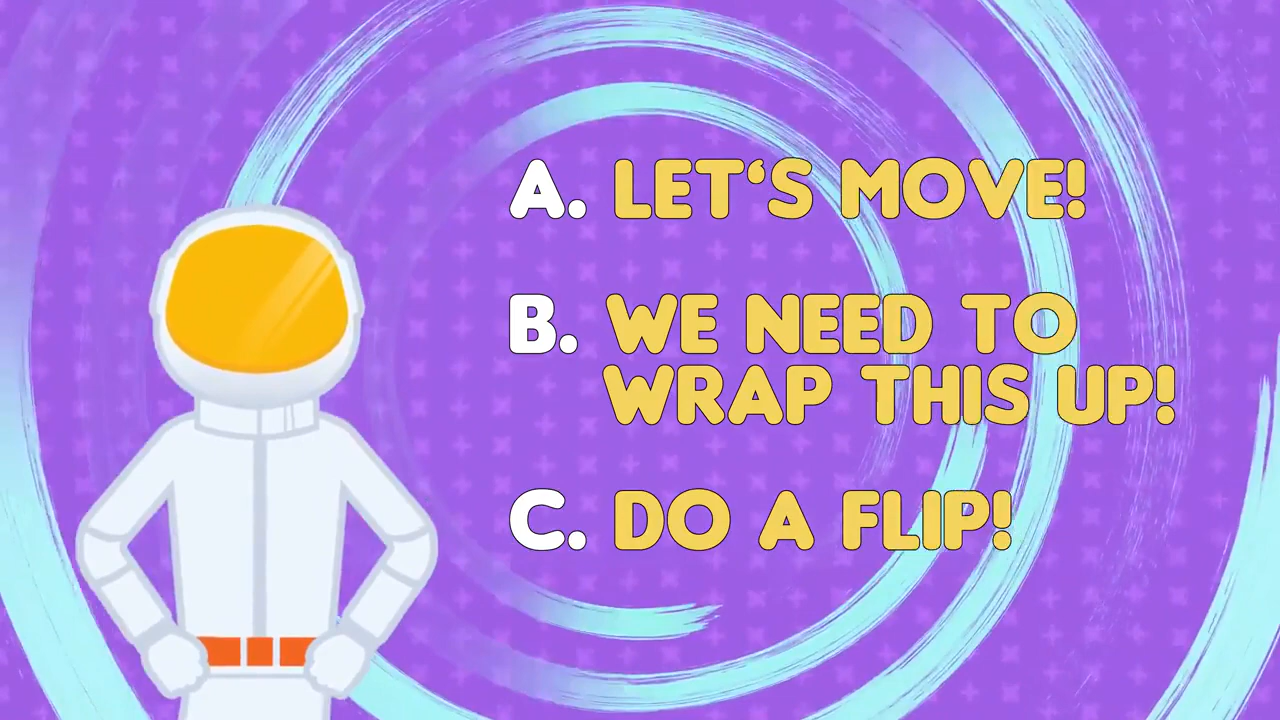 A. LET‘S MOVE!
B. WE NEED TO
WRAP THIS UP!
C. DO A FLIP!